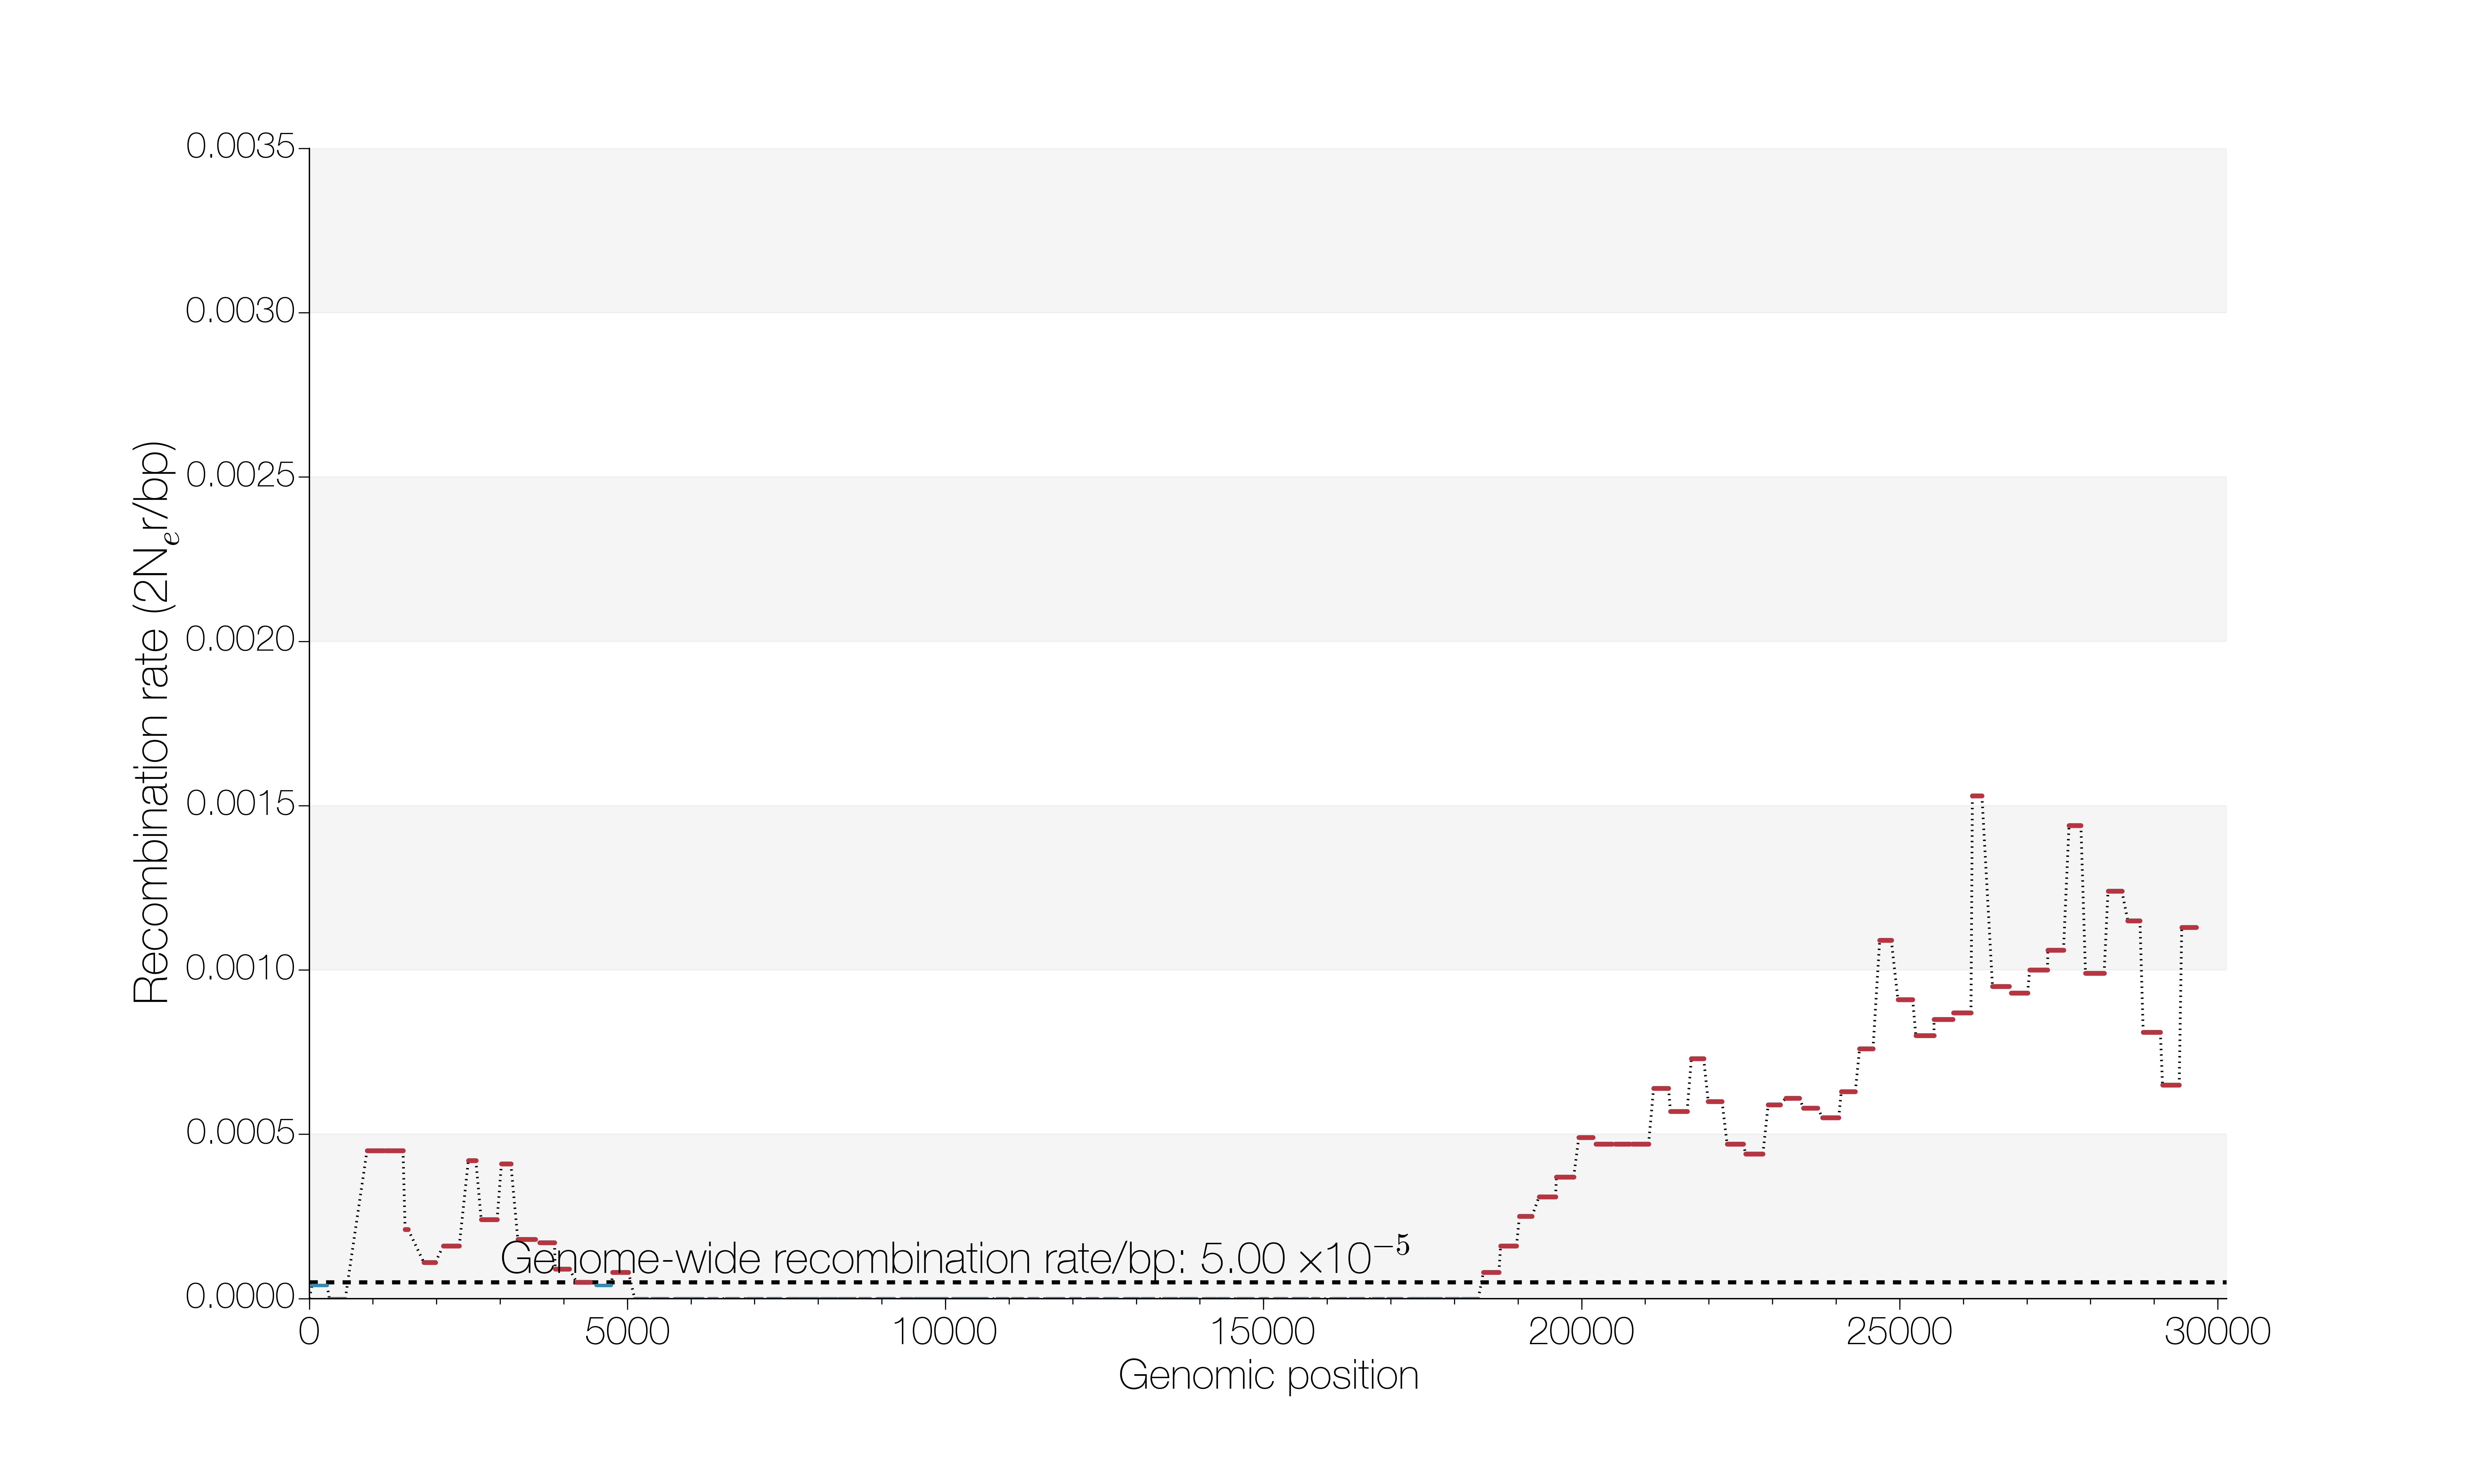 0.0035
0.0030
0.0025
0.0020
0.0015
0.0010
0.0005
0.0000
Recombination rate (2Nₑr/bp)
Genome-wide recombination rate/bp: 5.00 ×10⁻⁵
0 5000 10000 15000 20000 25000 30000
Genomic position